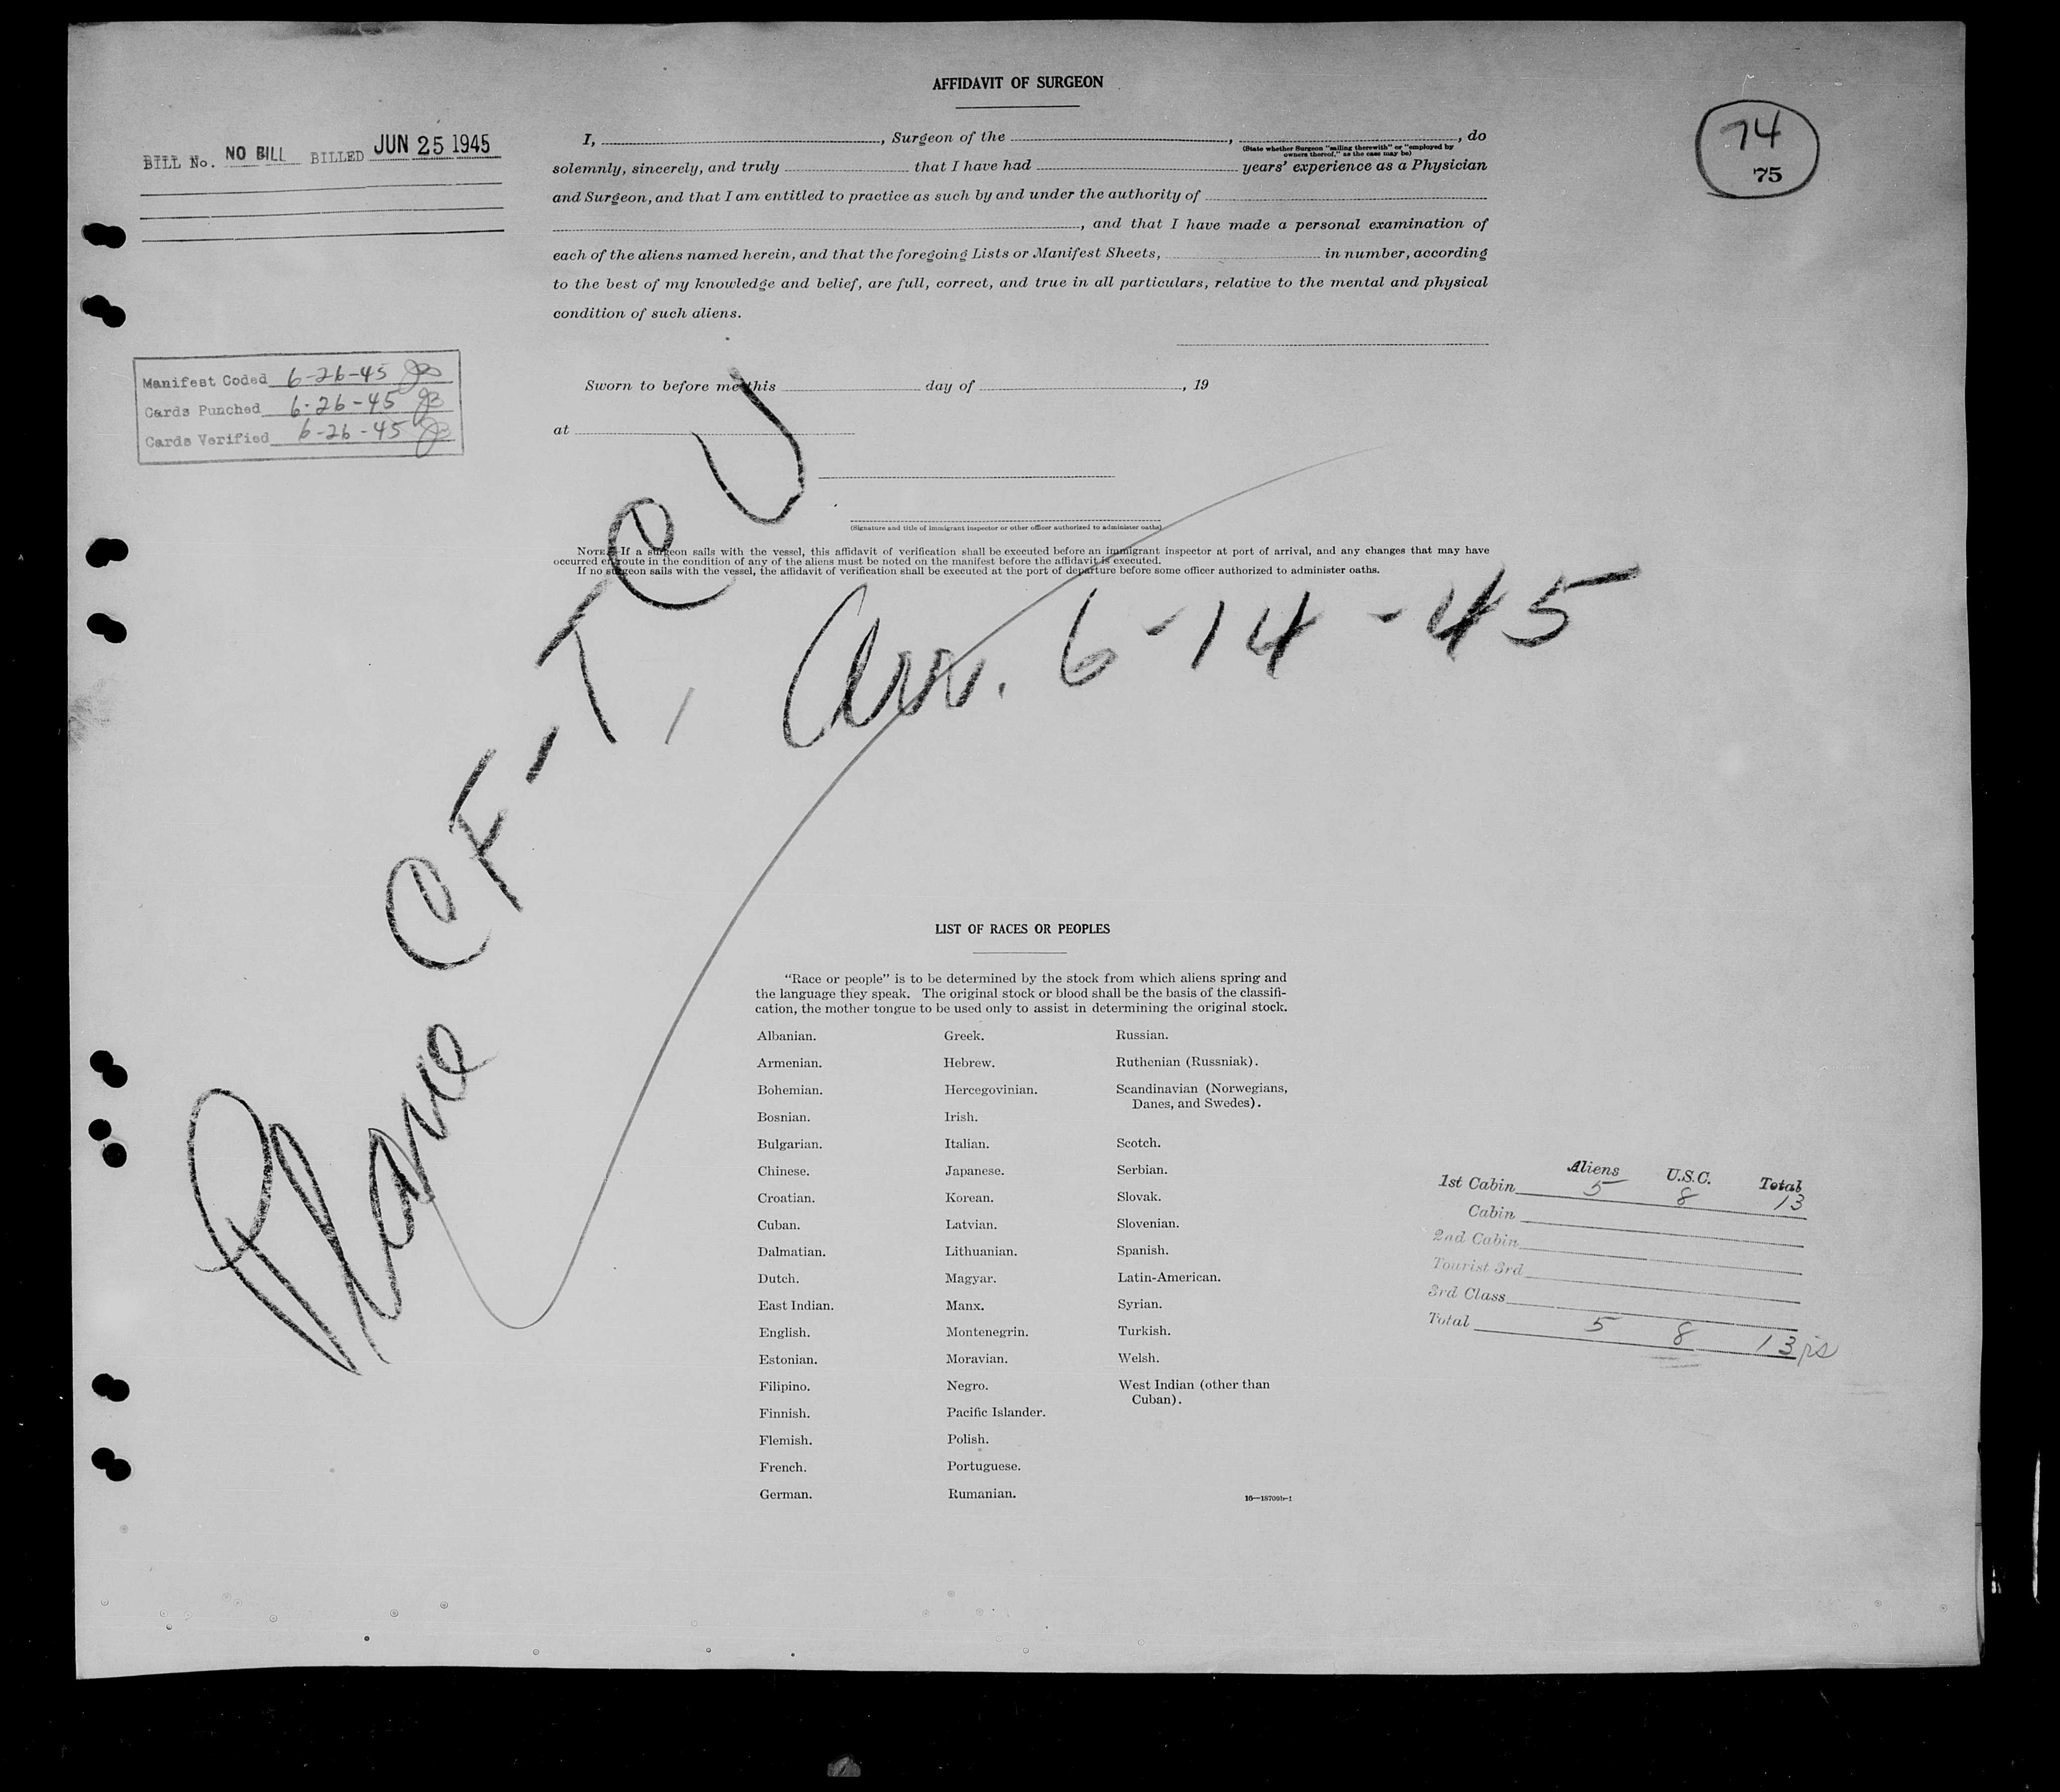 AFFIDAVIT OF SURGEON
74
75
BILL No. NO BILL BILLED JUN 25 1945
I, , Surgeon of the , , do
(State whether Surgeon "sailing therewith" or "employed by
owners thereof," as the case may be)
solemnly, sincerely, and truly that I have had years' experience as a Physician
and Surgeon, and that I am entitled to practice as such by and under the authority of
, and that I have made a personal examination of
each of the aliens named herein, and that the foregoing Lists or Manifest Sheets, in number, according
to the best of my knowledge and belief, are full, correct, and true in all particulars, relative to the mental and physical
condition of such aliens.
Manifest Coded 6-26-45
Cards Punched 6-26-45
Cards Verified 6-26-45
Sworn to before me this day of , 19
at
(Signature and title of immigrant inspector or other officer authorized to administer oaths)
NOTE.—If a surgeon sails with the vessel, this affidavit of verification shall be executed before an immigrant inspector at port of arrival, and any changes that may have
occurred en route in the condition of any of the aliens must be noted on the manifest before the affidavit is executed.
If no surgeon sails with the vessel, the affidavit of verification shall be executed at the port of departure before some officer authorized to administer oaths.
Plane CF-TCU
Arr. 6-14-45
LIST OF RACES OR PEOPLES
"Race or people" is to be determined by the stock from which aliens spring and
the language they speak. The original stock or blood shall be the basis of the classifi-
cation, the mother tongue to be used only to assist in determining the original stock.
Albanian.
Armenian.
Bohemian.
Bosnian.
Bulgarian.
Chinese.
Croatian.
Cuban.
Dalmatian.
Dutch.
East Indian.
English.
Estonian.
Filipino.
Finnish.
Flemish.
French.
German.
Greek.
Hebrew.
Hercegovinian.
Irish.
Italian.
Japanese.
Korean.
Latvian.
Lithuanian.
Magyar.
Manx.
Montenegrin.
Moravian.
Negro.
Pacific Islander.
Polish.
Portuguese.
Rumanian.
Russian.
Ruthenian (Russniak).
Scandinavian (Norwegians,
Danes, and Swedes).
Scotch.
Serbian.
Slovak.
Slovenian.
Spanish.
Latin-American.
Syrian.
Turkish.
Welsh.
West Indian (other than
Cuban).
16—18709b-1
Aliens U.S.C. Total
1st Cabin 5 8 13
Cabin
2nd Cabin
Tourist 3rd
3rd Class
Total 5 8 13